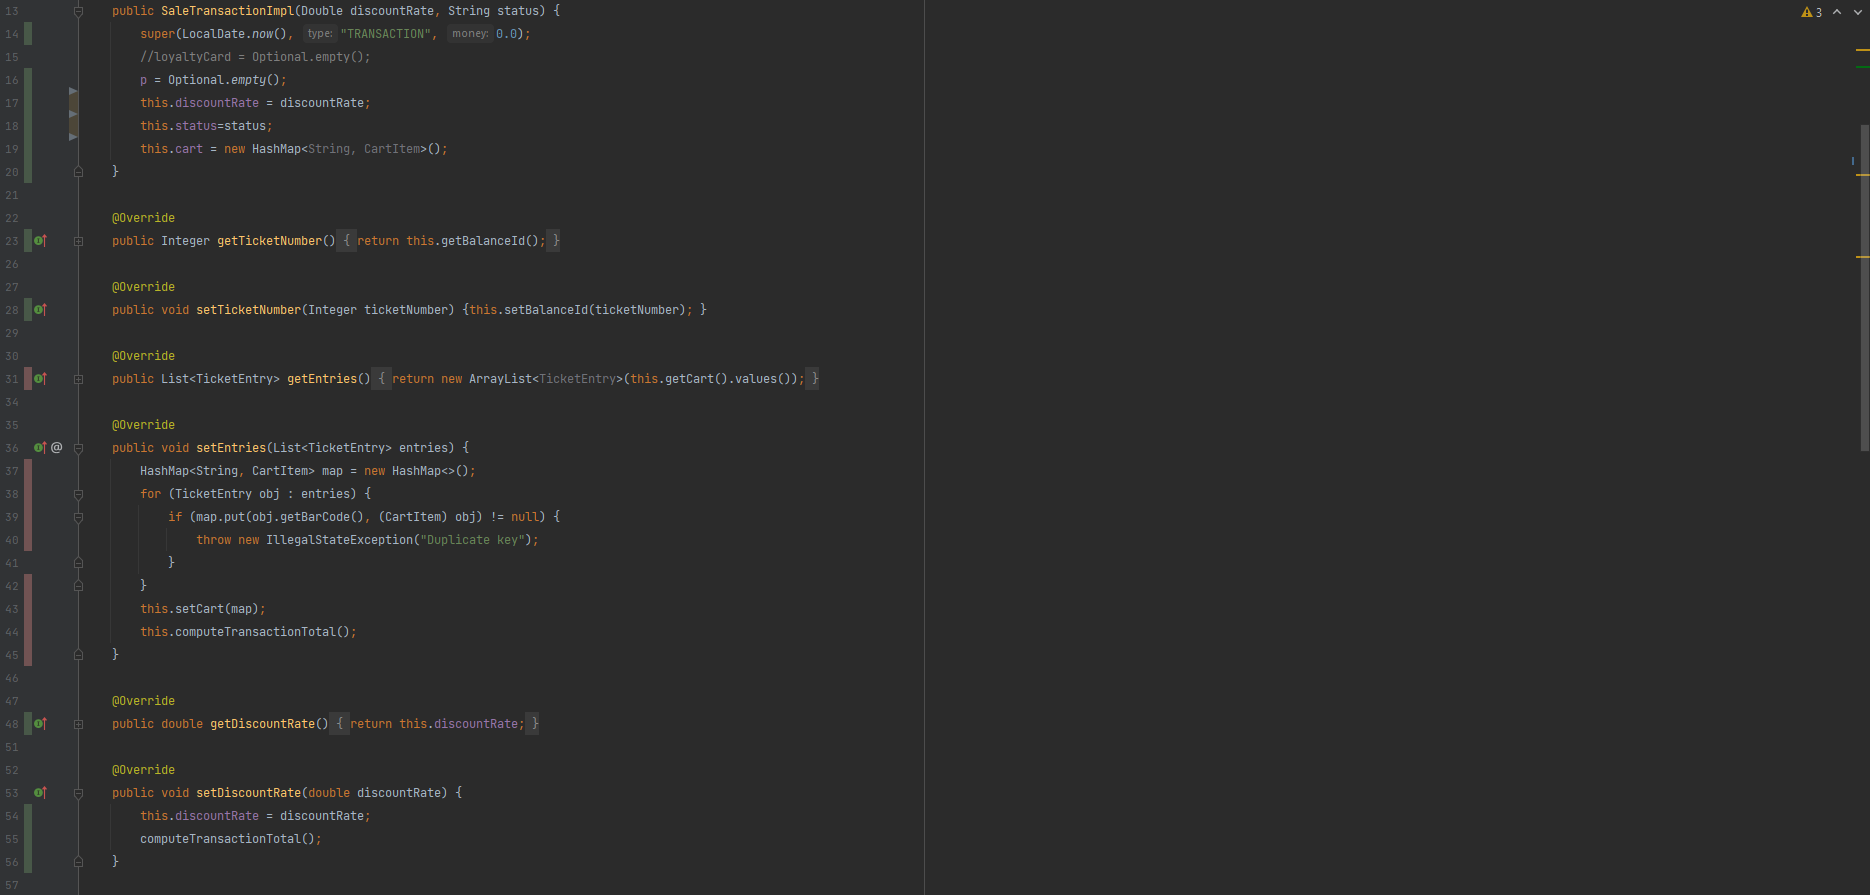 13 public SaleTransactionImpl(Double discountRate, String status) {
14 super(LocalDate.now(), type: "TRANSACTION", money: 0.0);
15 //loyaltyCard = Optional.empty();
16 p = Optional.empty();
17 this.discountRate = discountRate;
18 this.status=status;
19 this.cart = new HashMap<String, CartItem>();
20 }
21
22 @Override
23 public Integer getTicketNumber() { return this.getBalanceId(); }
26
27 @Override
28 public void setTicketNumber(Integer ticketNumber) {this.setBalanceId(ticketNumber); }
29
30 @Override
31 public List<TicketEntry> getEntries() { return new ArrayList<TicketEntry>(this.getCart().values()); }
34
35 @Override
36 @ public void setEntries(List<TicketEntry> entries) {
37 HashMap<String, CartItem> map = new HashMap<>();
38 for (TicketEntry obj : entries) {
39 if (map.put(obj.getBarCode(), (CartItem) obj) != null) {
40 throw new IllegalStateException("Duplicate key");
41 }
42 }
43 this.setCart(map);
44 this.computeTransactionTotal();
45 }
46
47 @Override
48 public double getDiscountRate() { return this.discountRate; }
51
52 @Override
53 public void setDiscountRate(double discountRate) {
54 this.discountRate = discountRate;
55 computeTransactionTotal();
56 }
57
3